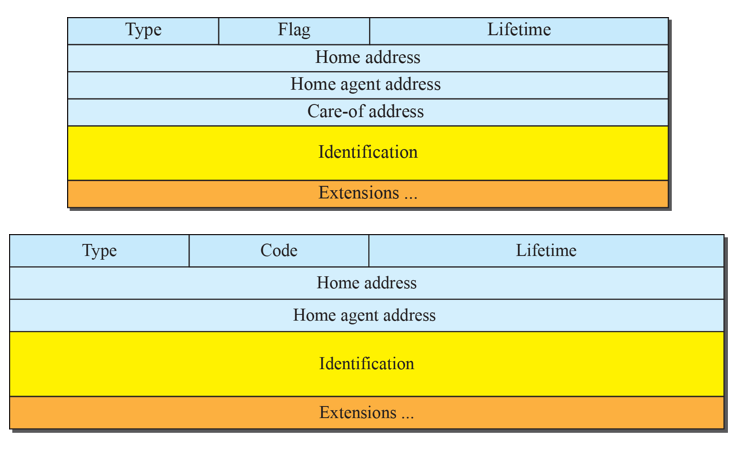 Type Flag Lifetime
Home address
Home agent address
Care-of address
Identification
Extensions ...
Type Code Lifetime
Home address
Home agent address
Identification
Extensions ...